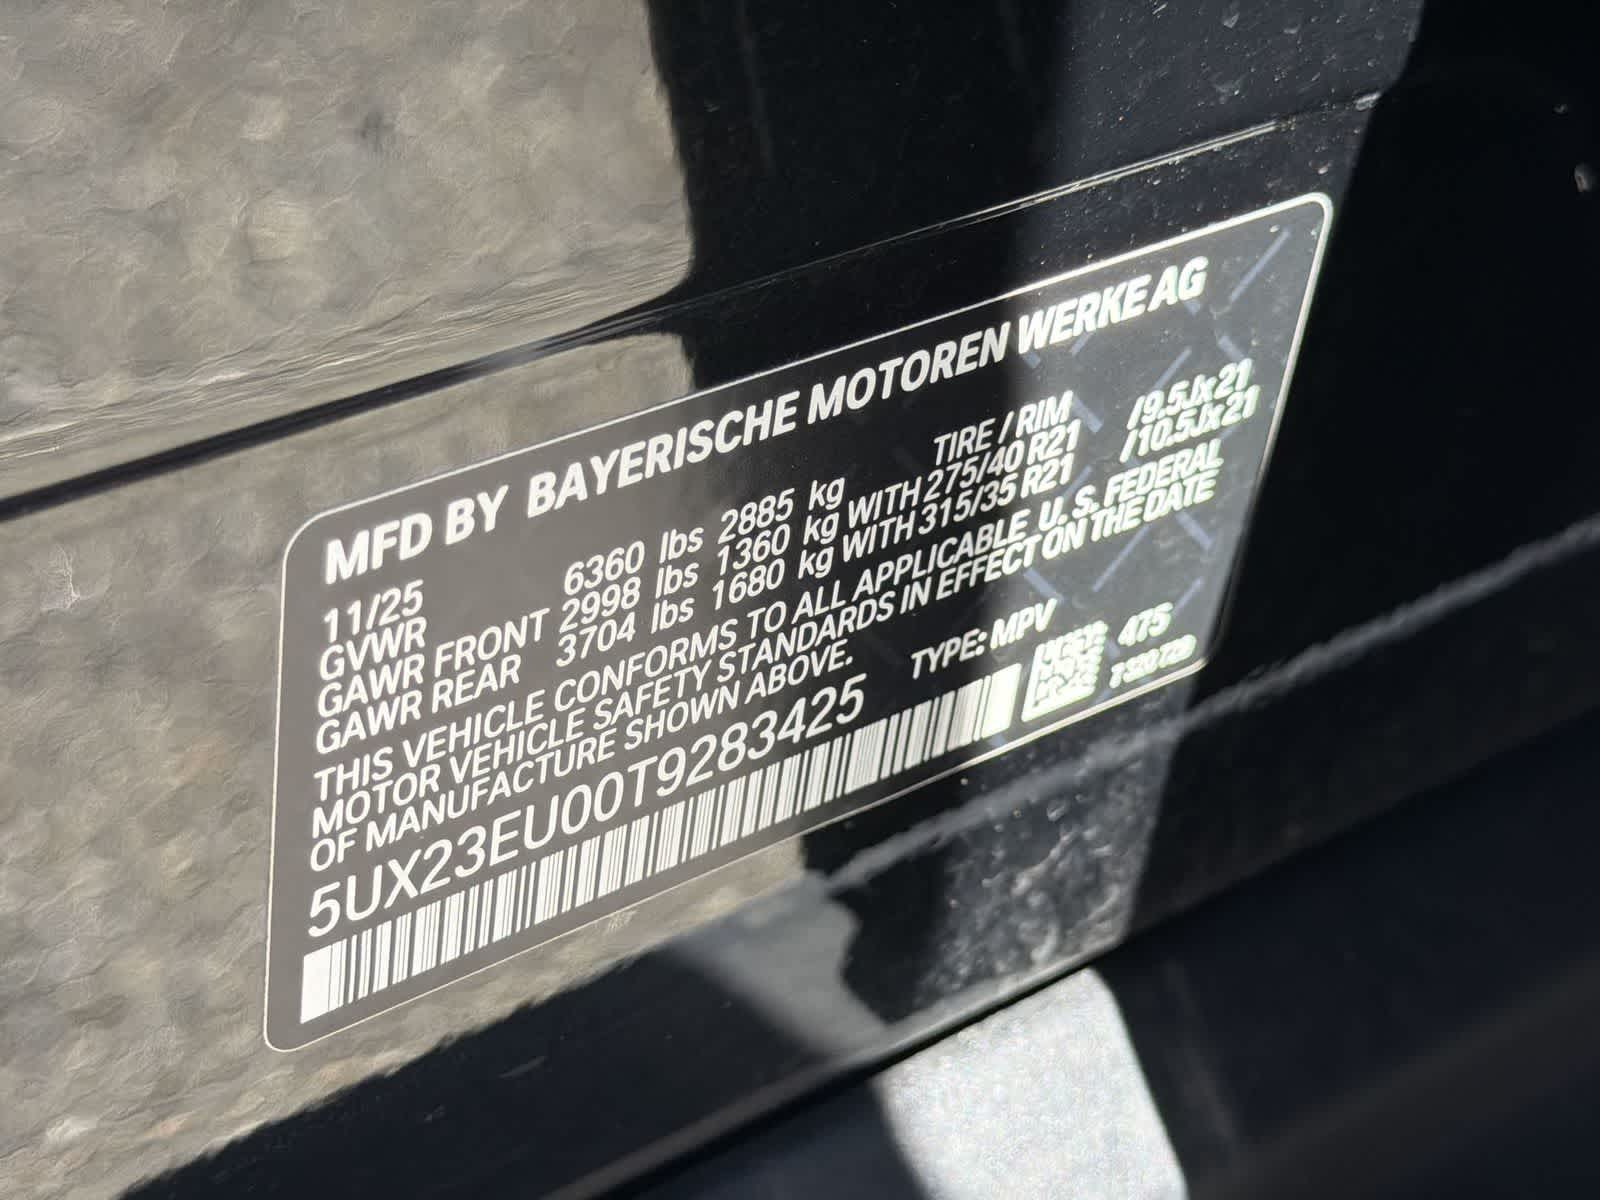 MFD BY BAYERISCHE MOTOREN WERKE AG
11/25 TIRE / RIM
GVWR 6360 lbs 2885 kg
GAWR FRONT 2998 lbs 1360 kg WITH 275/40 R21 /9.5Jx21
GAWR REAR 3704 lbs 1680 kg WITH 315/35 R21 /10.5Jx21
THIS VEHICLE CONFORMS TO ALL APPLICABLE U. S. FEDERAL
MOTOR VEHICLE SAFETY STANDARDS IN EFFECT ON THE DATE
OF MANUFACTURE SHOWN ABOVE.
5UX23EU00T9283425 TYPE: MPV
475